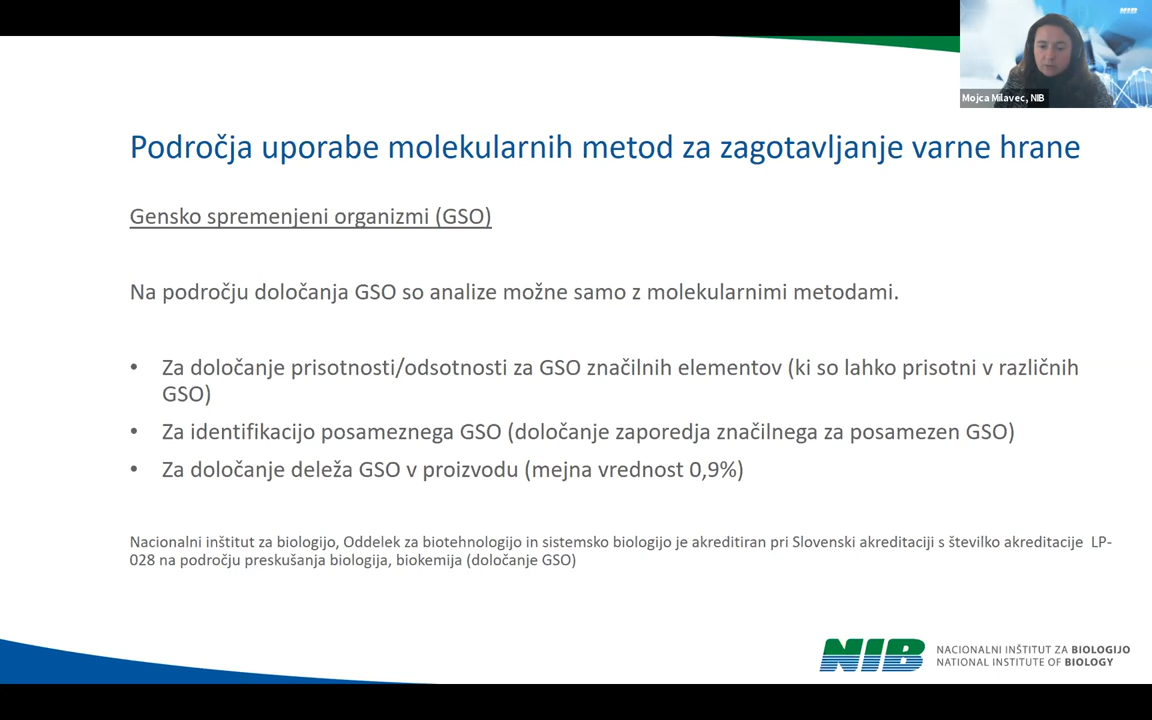 NIB
Mojca Milavec, NIB
Področja uporabe molekularnih metod za zagotavljanje varne hrane
Gensko spremenjeni organizmi (GSO)
Na področju določanja GSO so analize možne samo z molekularnimi metodami.
• Za določanje prisotnosti/odsotnosti za GSO značilnih elementov (ki so lahko prisotni v različnih
GSO)
• Za identifikacijo posameznega GSO (določanje zaporedja značilnega za posamezen GSO)
• Za določanje deleža GSO v proizvodu (mejna vrednost 0,9%)
Nacionalni inštitut za biologijo, Oddelek za biotehnologijo in sistemsko biologijo je akreditiran pri Slovenski akreditaciji s številko akreditacije LP-
028 na področju preskušanja biologija, biokemija (določanje GSO)
NIB
NACIONALNI INŠTITUT ZA BIOLOGIJO
NATIONAL INSTITUTE OF BIOLOGY